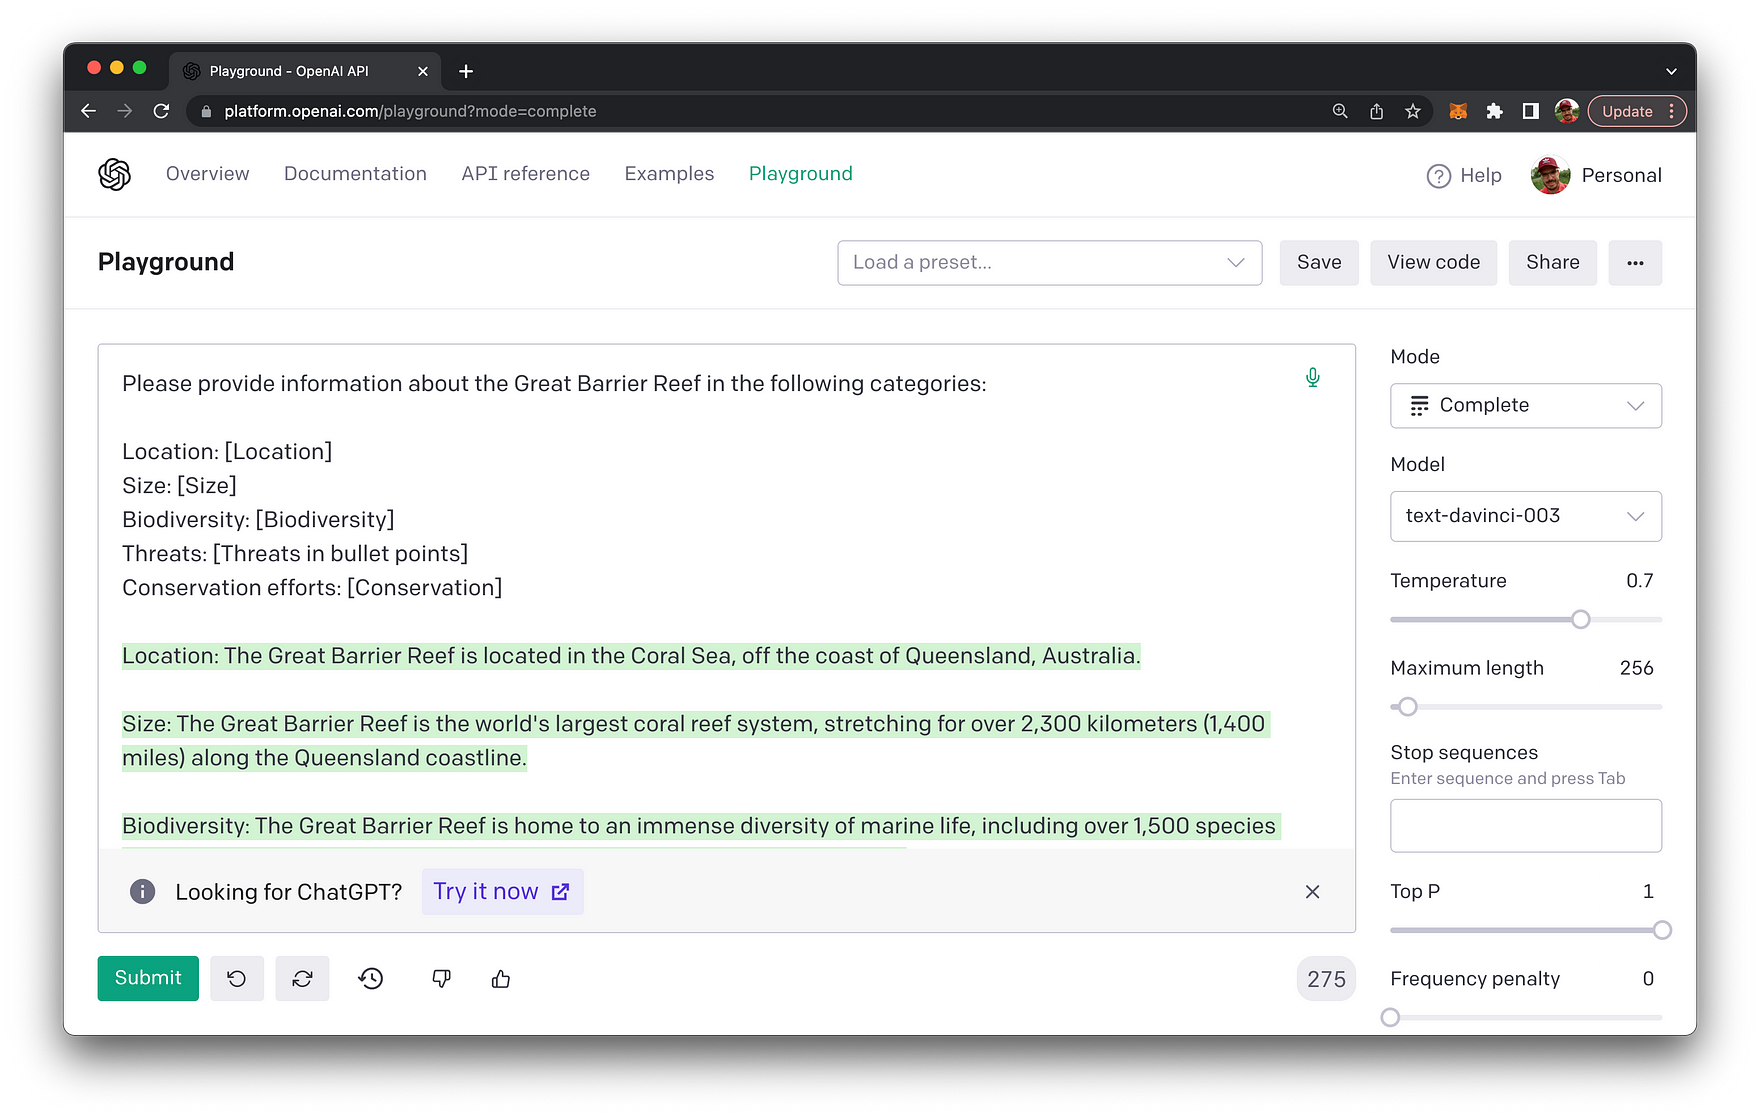 Playground - OpenAI API
platform.openai.com/playground?mode=complete
Update
Overview Documentation API reference Examples Playground
Help Personal
Playground
Load a preset...
Save View code Share ...
Please provide information about the Great Barrier Reef in the following categories:
Location: [Location]
Size: [Size]
Biodiversity: [Biodiversity]
Threats: [Threats in bullet points]
Conservation efforts: [Conservation]
Location: The Great Barrier Reef is located in the Coral Sea, off the coast of Queensland, Australia.
Size: The Great Barrier Reef is the world's largest coral reef system, stretching for over 2,300 kilometers (1,400
miles) along the Queensland coastline.
Biodiversity: The Great Barrier Reef is home to an immense diversity of marine life, including over 1,500 species
Looking for ChatGPT? Try it now
Submit
275
Mode
Complete
Model
text-davinci-003
Temperature 0.7
Maximum length 256
Stop sequences
Enter sequence and press Tab
Top P 1
Frequency penalty 0